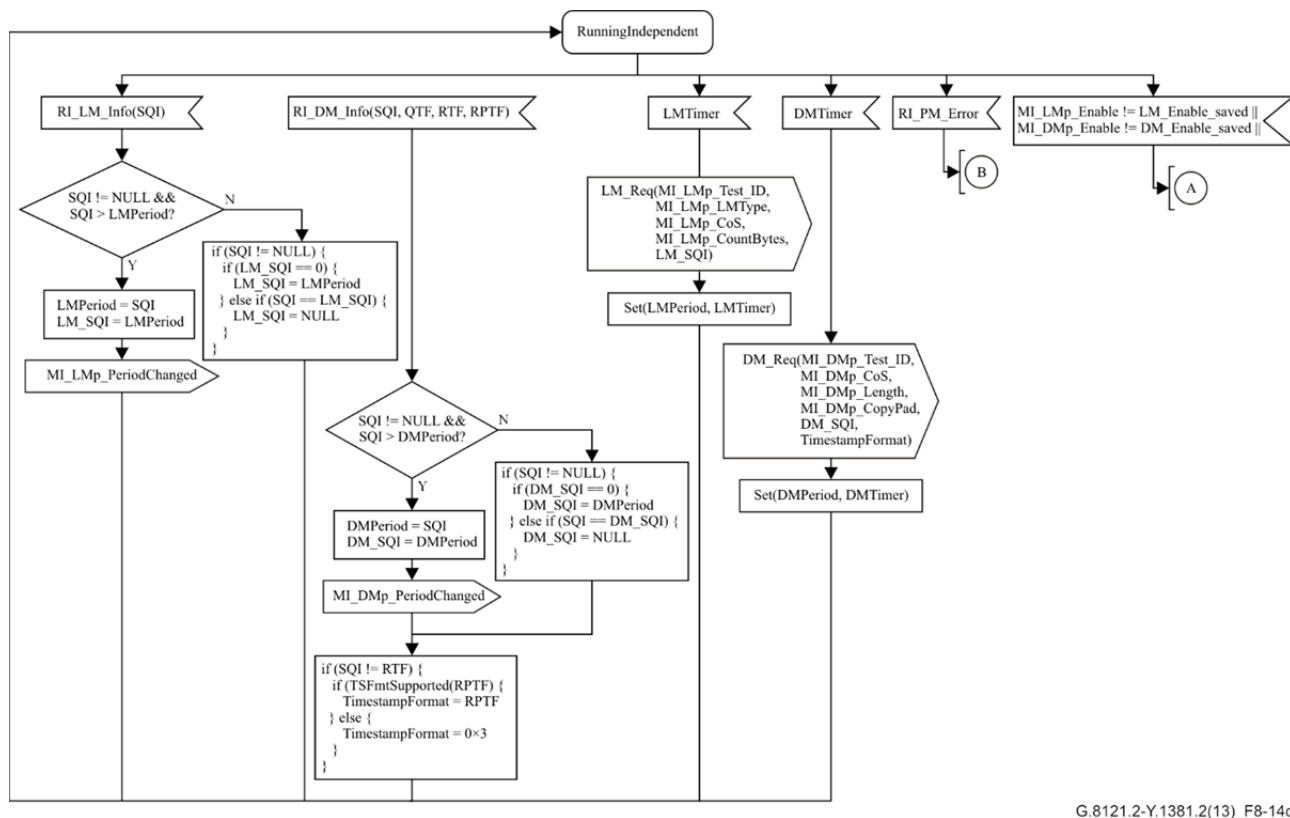 RunningIndependent
RI_LM_Info(SQI)
RI_DM_Info(SQI, QTF, RTF, RPTF)
LMTimer
DMTimer
RI_PM_Error
MI_LMp_Enable != LM_Enable_saved ||
MI_DMp_Enable != DM_Enable_saved ||
B
A
SQI != NULL &&
SQI > LMPeriod?
N
Y
LMPeriod = SQI
LM_SQI = LMPeriod
MI_LMp_PeriodChanged
if (SQI != NULL) {
if (LM_SQI == 0) {
LM_SQI = LMPeriod
} else if (SQI == LM_SQI) {
LM_SQI = NULL
}
}
SQI != NULL &&
SQI > DMPeriod?
N
Y
DMPeriod = SQI
DM_SQI = DMPeriod
MI_DMp_PeriodChanged
if (SQI != NULL) {
if (DM_SQI == 0) {
DM_SQI = DMPeriod
} else if (SQI == DM_SQI) {
DM_SQI = NULL
}
}
if (SQI != RTF) {
if (TSFmtSupported(RPTF) {
TimestampFormat = RPTF
} else {
TimestampFormat = 0×3
}
}
LM_Req(MI_LMp_Test_ID,
MI_LMp_LMType,
MI_LMp_CoS,
MI_LMp_CountBytes,
LM_SQI)
Set(LMPeriod, LMTimer)
DM_Req(MI_DMp_Test_ID,
MI_DMp_CoS,
MI_DMp_Length,
MI_DMp_CopyPad,
DM_SQI,
TimestampFormat)
Set(DMPeriod, DMTimer)
G.8121.2-Y.1381.2(13)_F8-14c